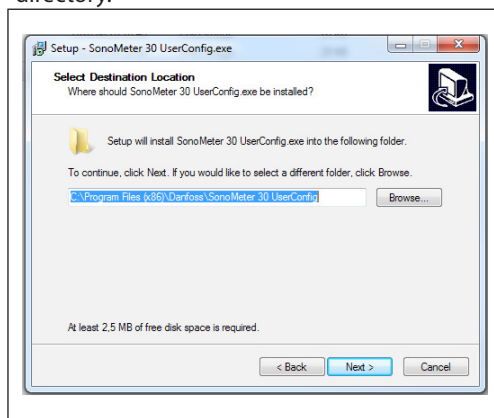 directory.
Setup - SonoMeter 30 UserConfig.exe
Select Destination Location
Where should SonoMeter 30 UserConfig.exe be installed?
Setup will install SonoMeter 30 UserConfig.exe into the following folder.
To continue, click Next. If you would like to select a different folder, click Browse.
C:\Program Files (x86)\Danfoss\SonoMeter 30 UserConfig
Browse...
At least 2,5 MB of free disk space is required.
< Back
Next >
Cancel